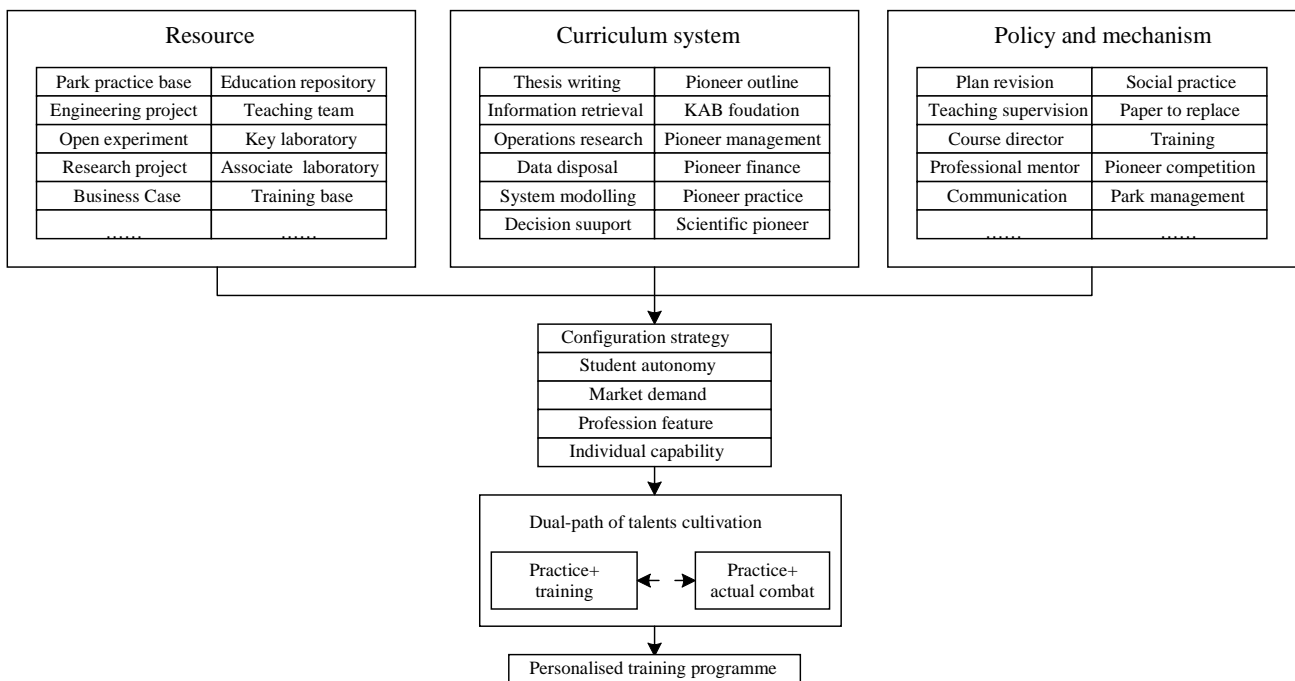 Resource
Park practice base Education repository
Engineering project Teaching team
Open experiment Key laboratory
Research project Associate laboratory
Business Case Training base
...... ......
Curriculum system
Thesis writing Pioneer outline
Information retrieval KAB foudation
Operations research Pioneer management
Data disposal Pioneer finance
System modolling Pioneer practice
Decision suuport Scientific pioneer
Policy and mechanism
Plan revision Social practice
Teaching supervision Paper to replace
Course director Training
Professional mentor Pioneer competition
Communication Park management
...... ......
Configuration strategy
Student autonomy
Market demand
Profession feature
Individual capability
Dual-path of talents cultivation
Practice+
training
Practice+
actual combat
Personalised training programme